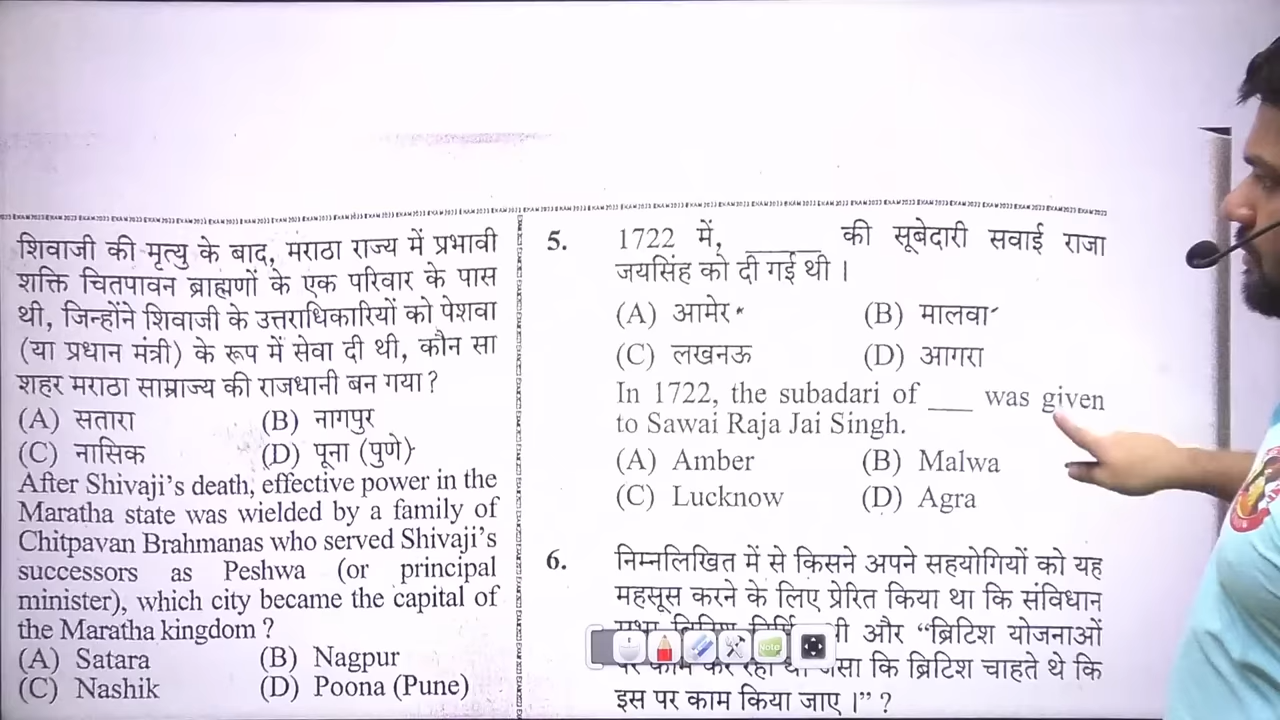 शिवाजी की मृत्यु के बाद, मराठा राज्य में प्रभावी
शक्ति चितपावन ब्राह्मणों के एक परिवार के पास
थी, जिन्होंने शिवाजी के उत्तराधिकारियों को पेशवा
(या प्रधान मंत्री) के रूप में सेवा दी थी, कौन सा
शहर मराठा साम्राज्य की राजधानी बन गया ?
(A) सतारा (B) नागपुर
(C) नासिक (D) पूना (पुणे)
After Shivaji's death, effective power in the
Maratha state was wielded by a family of
Chitpavan Brahmanas who served Shivaji's
successors as Peshwa (or principal
minister), which city became the capital of
the Maratha kingdom ?
(A) Satara (B) Nagpur
(C) Nashik (D) Poona (Pune)
5. 1722 में, ______ की सूबेदारी सवाई राजा
जयसिंह को दी गई थी ।
(A) आमेर (B) मालवा
(C) लखनऊ (D) आगरा
In 1722, the subadari of ___ was given
to Sawai Raja Jai Singh.
(A) Amber (B) Malwa
(C) Lucknow (D) Agra
6. निम्नलिखित में से किसने अपने सहयोगियों को यह
महसूस करने के लिए प्रेरित किया था कि संविधान
और "ब्रिटिश योजनाओं
पर काम कर रहा कि ब्रिटिश चाहते थे कि
इस पर काम किया जाए ।" ?
Note